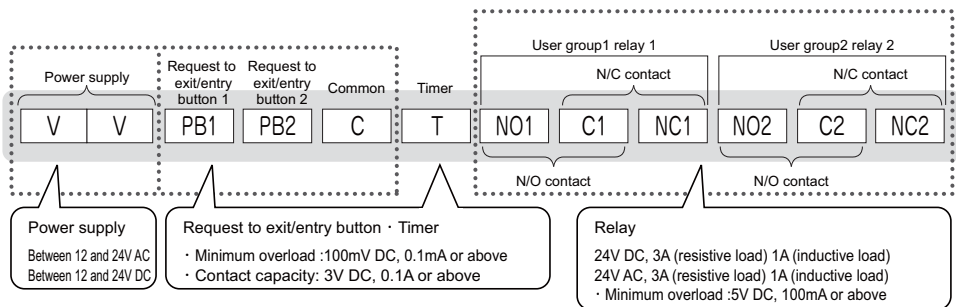 User group1 relay 1
User group2 relay 2
Power supply
Request to
exit/entry
button 1
Request to
exit/entry
button 2
Common
Timer
N/C contact
N/C contact
V V PB1 PB2 C T NO1 C1 NC1 NO2 C2 NC2
N/O contact
N/O contact
Power supply
Between 12 and 24V AC
Between 12 and 24V DC
Request to exit/entry button · Timer
· Minimum overload :100mV DC, 0.1mA or above
· Contact capacity: 3V DC, 0.1A or above
Relay
24V DC, 3A (resistive load) 1A (inductive load)
24V AC, 3A (resistive load) 1A (inductive load)
· Minimum overload :5V DC, 100mA or above